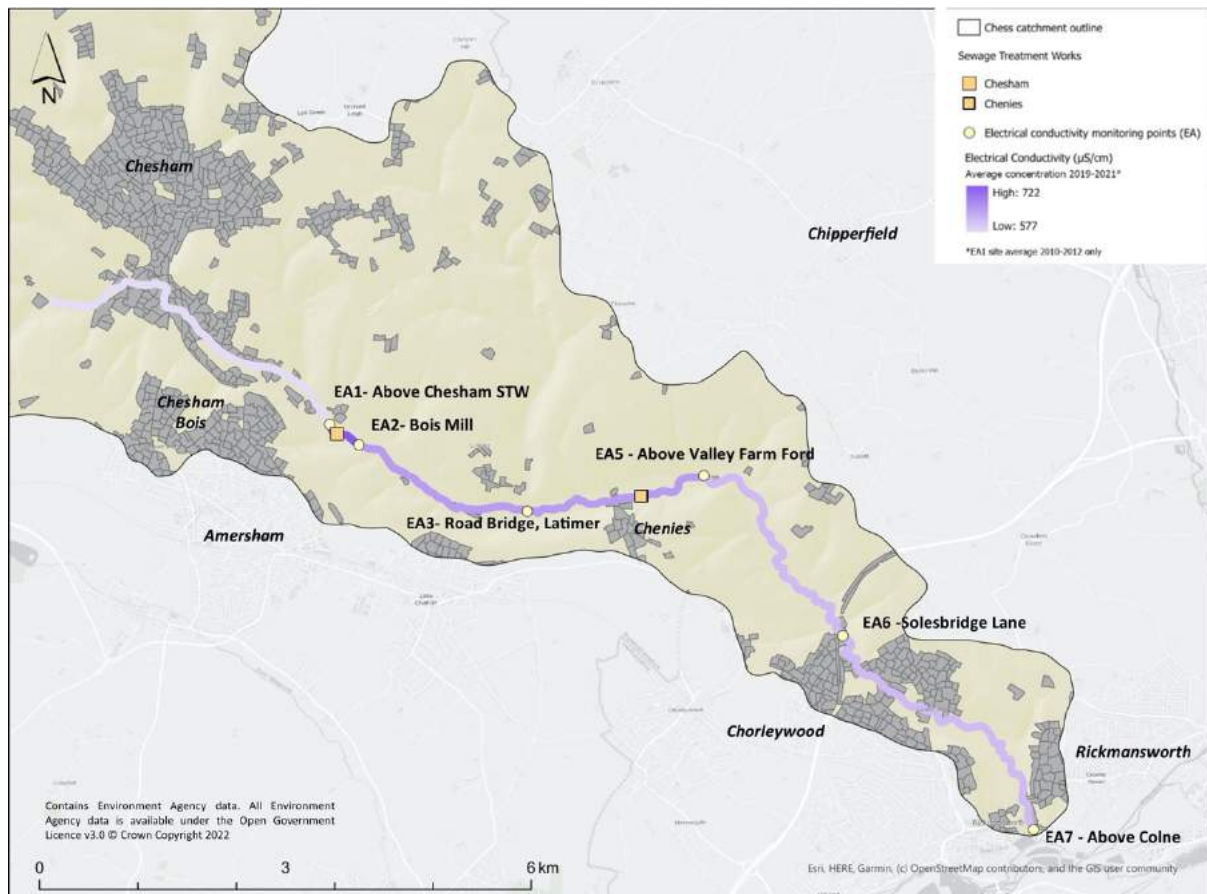 Chess catchment outline
Sewage Treatment Works
Chesham
Chenies
Electrical conductivity monitoring points (EA)
Electrical Conductivity (µS/cm)
Average concentration 2019-2021*
High: 722
Low: 577
*EA1 site average 2010-2012 only
N
Chesham
Chipperfield
Chesham
Bois
EA1- Above Chesham STW
EA2- Bois Mill
EA5 - Above Valley Farm Ford
EA3- Road Bridge, Latimer
Chenies
Amersham
EA6 -Solesbridge Lane
Chorleywood
Rickmansworth
EA7 - Above Colne
Contains Environment Agency data. All Environment
Agency data is available under the Open Government
Licence v3.0 © Crown Copyright 2022
0 3 6 km
Esri, HERE, Garmin, (c) OpenStreetMap contributors, and the GIS user community